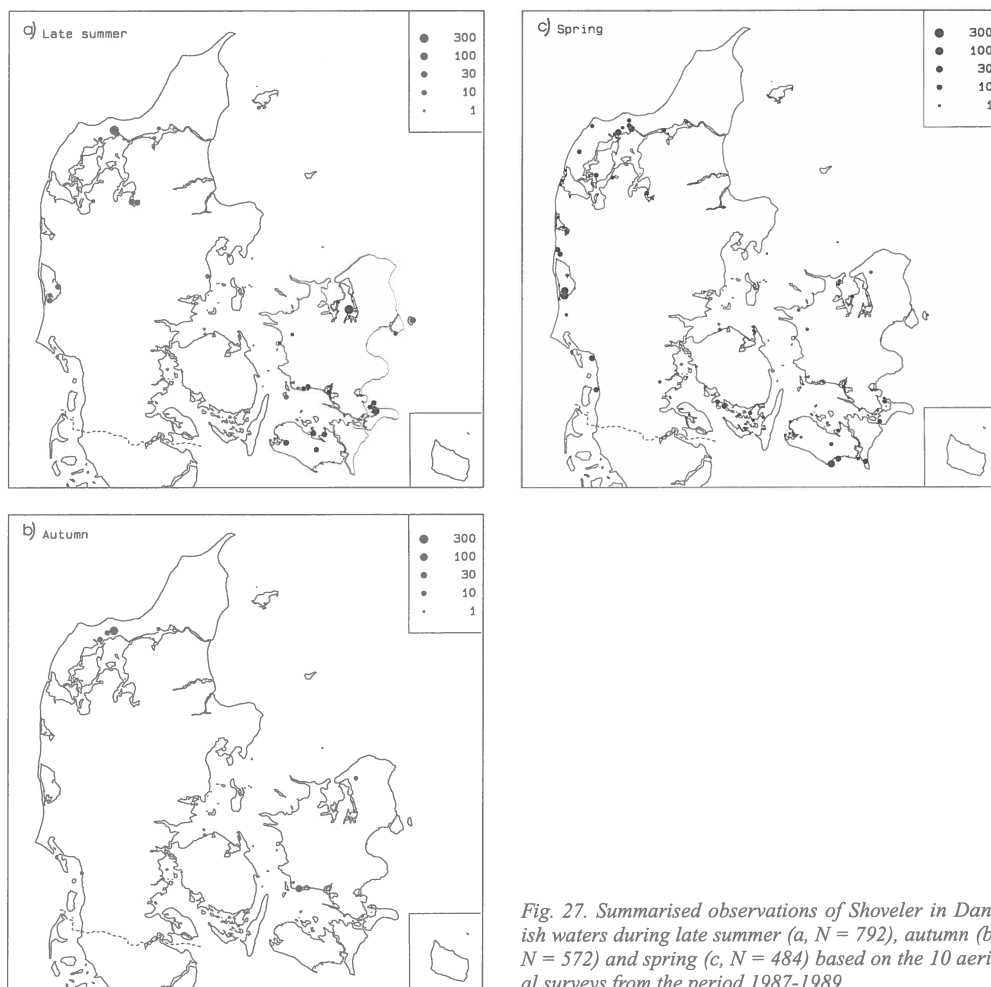 a) Late summer
300
100
30
10
1
c) Spring
300
100
30
10
1
b) Autumn
300
100
30
10
1
Fig. 27. Summarised observations of Shoveler in Dan-
ish waters during late summer (a, N = 792), autumn (b,
N = 572) and spring (c, N = 484) based on the 10 aeri-
al surveys from the period 1987-1989